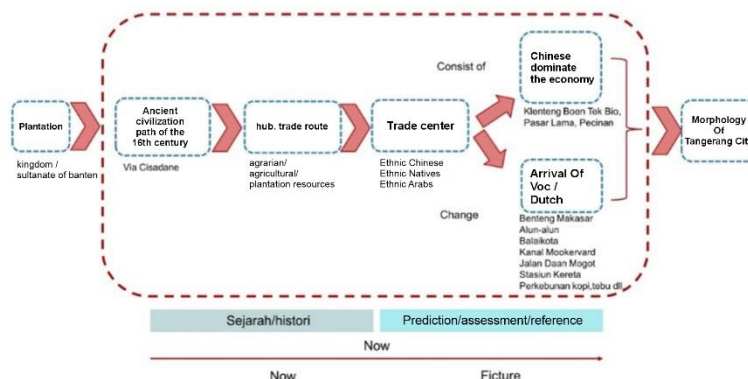 Plantation
kingdom /
sultanate of banten
Ancient
civilization
path of the
16th century
Via Cisadane
hub. trade route
agrarian/
agricultural/
plantation resources
Trade center
Ethnic Chinese
Ethnic Natives
Ethnic Arabs
Consist of
Chinese
dominate
the economy
Klenteng Boen Tek Bio,
Pasar Lama, Pecinan
Change
Arrival Of
Voc /
Dutch
Benteng Makasar
Alun-alun
Balaikota
Kanal Mookervard
Jalan Daan Mogot
Stasiun Kereta
Perkebunan kopi,tebu dll
Morphology
Of
Tangerang City
Sejarah/histori
Prediction/assessment/reference
Now
Now
Ficture